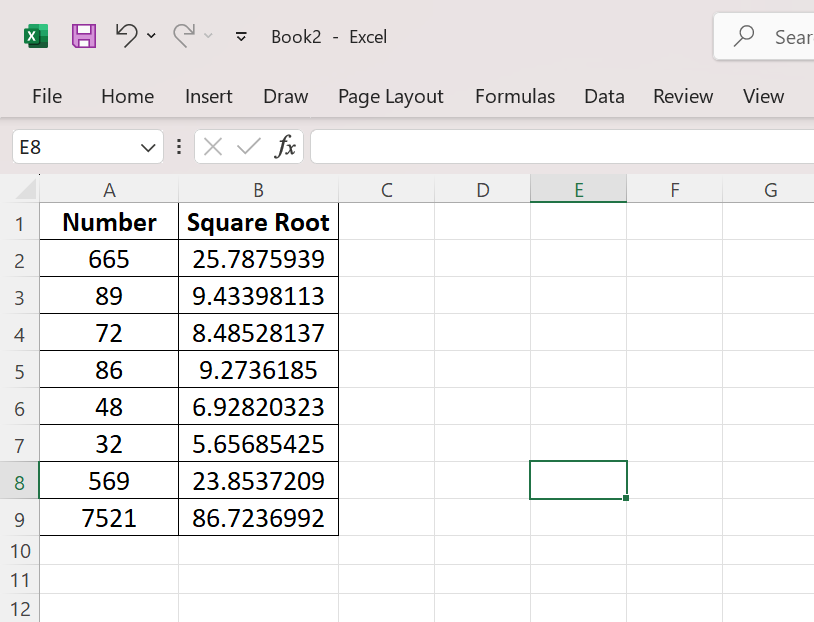 Book2 - Excel
Sear
File Home Insert Draw Page Layout Formulas Data Review View
E8 fx
A B C D E F G
1 Number Square Root
2 665 25.7875939
3 89 9.43398113
4 72 8.48528137
5 86 9.2736185
6 48 6.92820323
7 32 5.65685425
8 569 23.8537209
9 7521 86.7236992
10
11
12